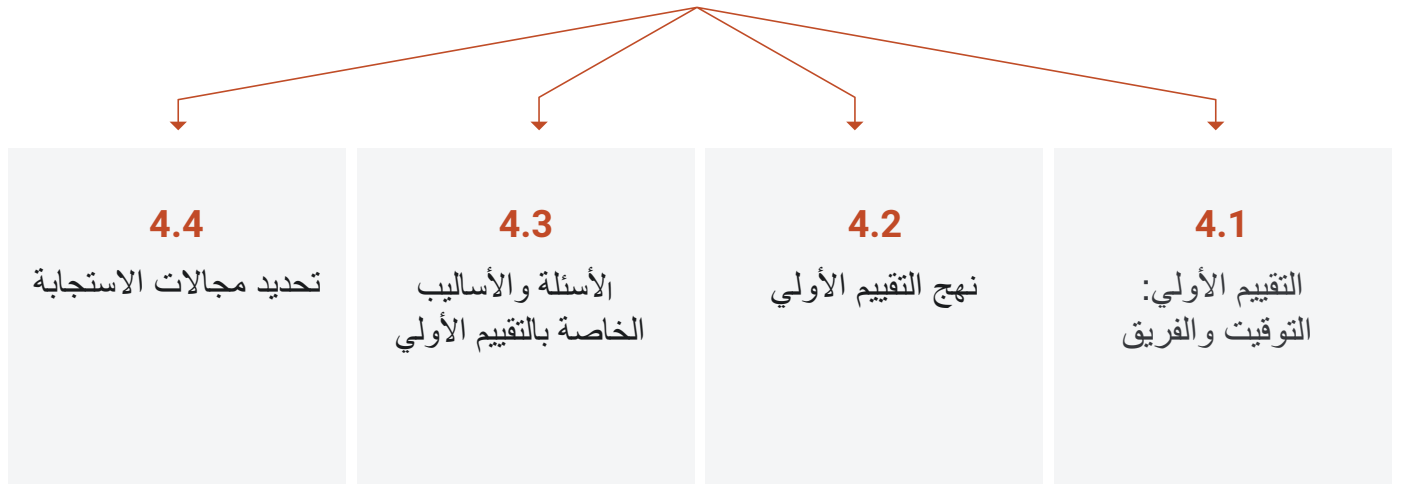 4.1
التقييم الأولي:
التوقيت والفريق
4.2
نهج التقييم الأولي
4.3
الأسئلة والأساليب
الخاصة بالتقييم الأولي
4.4
تحديد مجالات الاستجابة